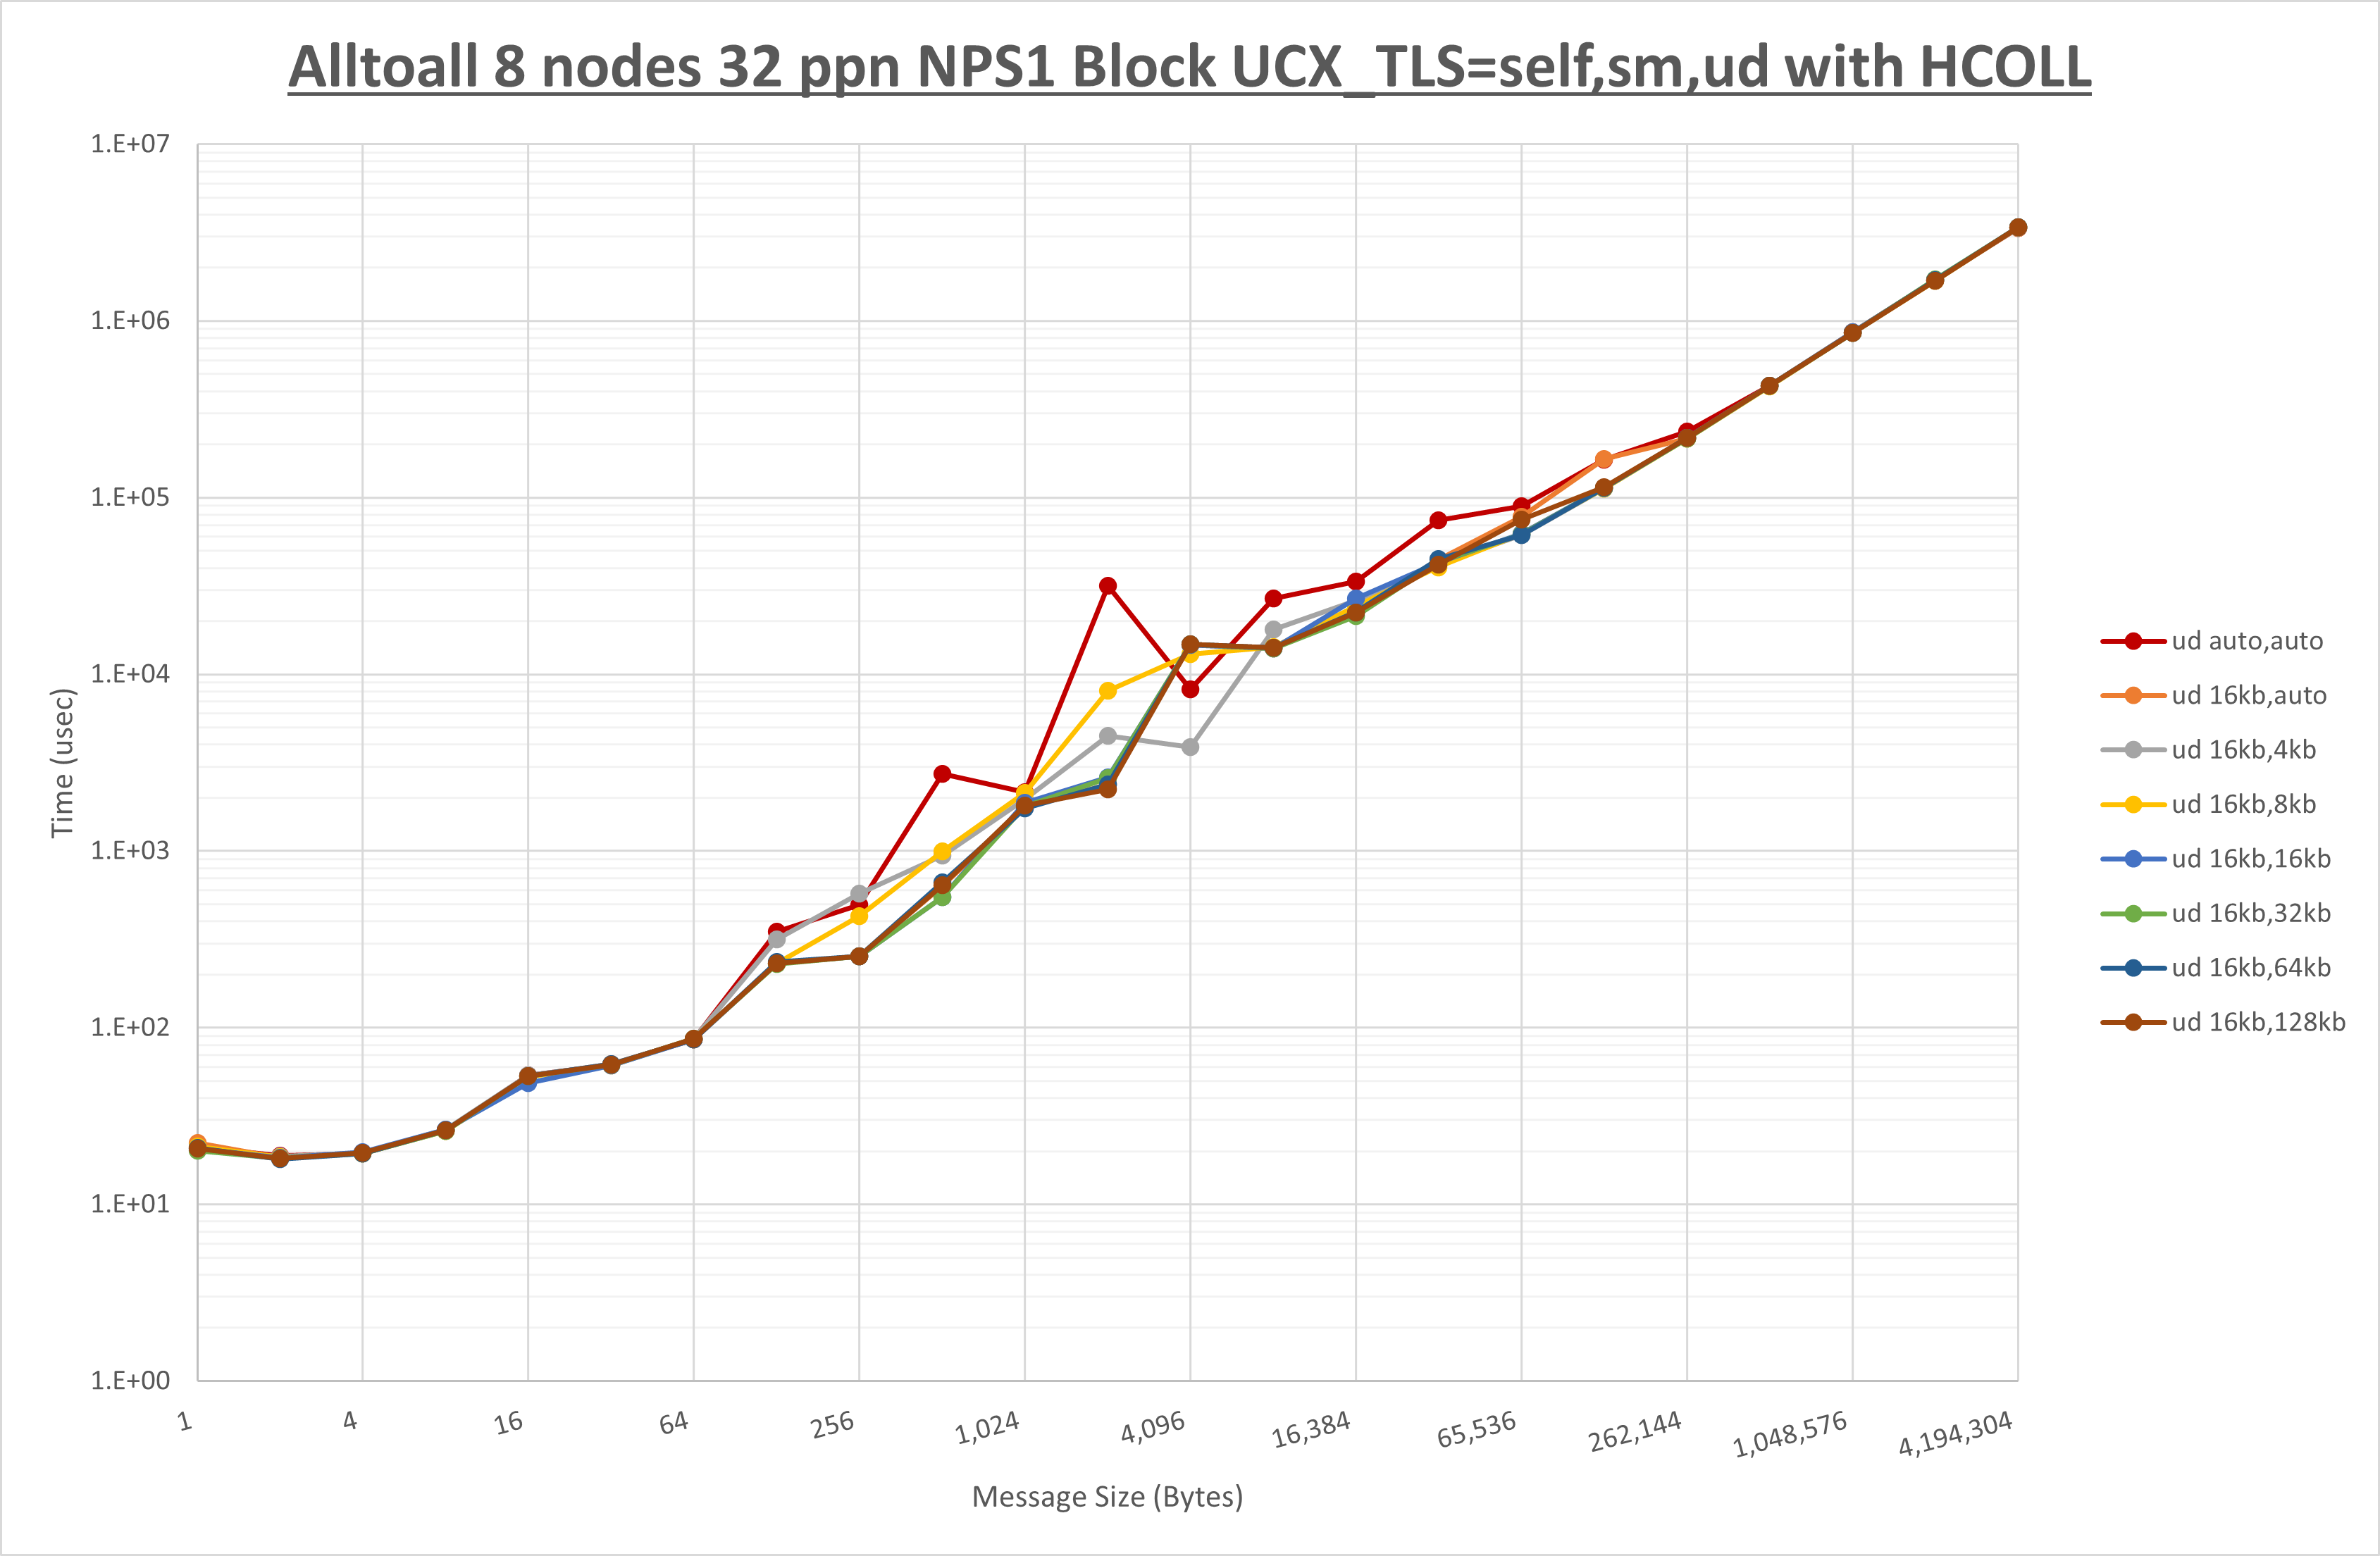 Alltoall 8 nodes 32 ppn NPS1 Block UCX_TLS=self,sm,ud with HCOLL
1.E+07
1.E+06
1.E+05
1.E+04
1.E+03
1.E+02
1.E+01
1.E+00
Time (usec)
1
4
16
64
256
1,024
4,096
16,384
65,536
262,144
1,048,576
4,194,304
Message Size (Bytes)
ud auto,auto
ud 16kb,auto
ud 16kb,4kb
ud 16kb,8kb
ud 16kb,16kb
ud 16kb,32kb
ud 16kb,64kb
ud 16kb,128kb